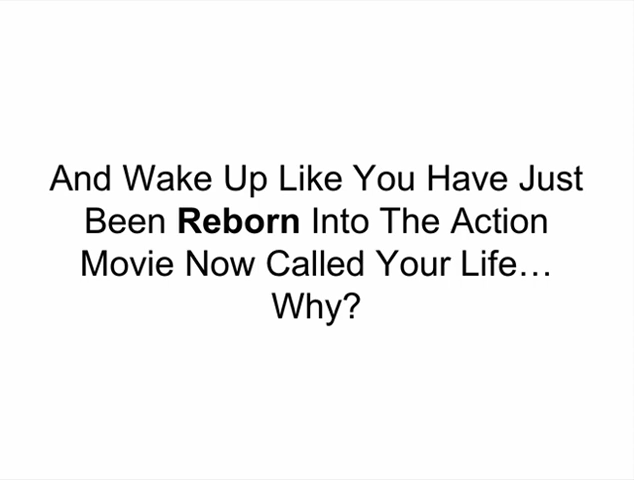 And Wake Up Like You Have Just
Been Reborn Into The Action
Movie Now Called Your Life…
Why?